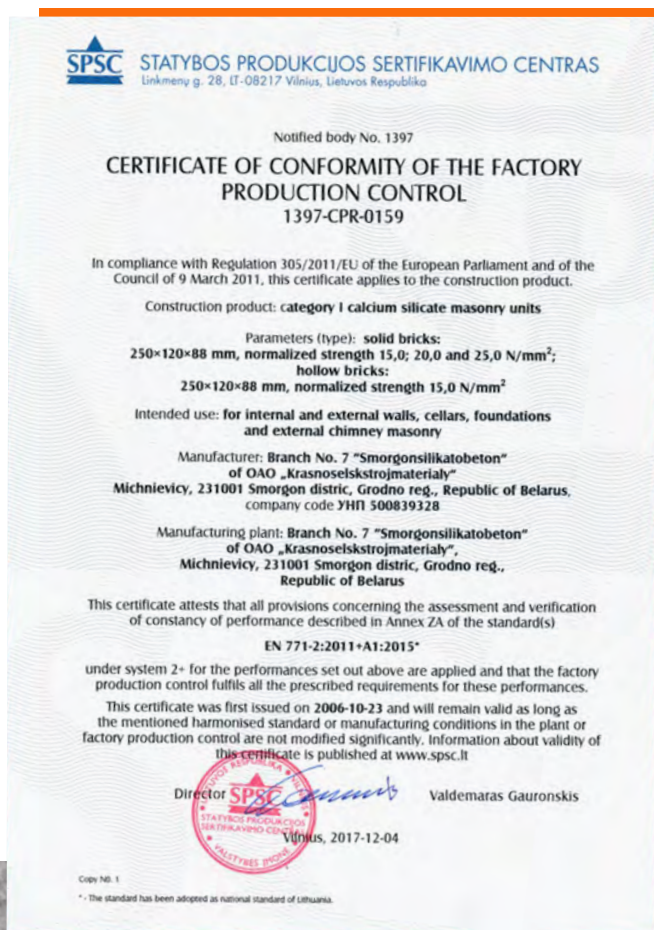 SPSC
STATYBOS PRODUKCIJOS SERTIFIKAVIMO CENTRAS
Linkmenų g. 28, LT-08217 Vilnius, Lietuvos Respublika
Notified body No. 1397
CERTIFICATE OF CONFORMITY OF THE FACTORY
PRODUCTION CONTROL
1397-CPR-0159
In compliance with Regulation 305/2011/EU of the European Parliament and of the
Council of 9 March 2011, this certificate applies to the construction product.
Construction product: category I calcium silicate masonry units
Parameters (type): solid bricks:
250×120×88 mm, normalized strength 15,0; 20,0 and 25,0 N/mm²;
hollow bricks:
250×120×88 mm, normalized strength 15,0 N/mm²
Intended use: for internal and external walls, cellars, foundations
and external chimney masonry
Manufacturer: Branch No. 7 "Smorgonsilikatobeton"
of OAO „Krasnoselskstrojmaterialy"
Michnievicy, 231001 Smorgon distric, Grodno reg., Republic of Belarus,
company code УНП 500839328
Manufacturing plant: Branch No. 7 "Smorgonsilikatobeton"
of OAO „Krasnoselskstrojmaterialy",
Michnievicy, 231001 Smorgon distric, Grodno reg.,
Republic of Belarus
This certificate attests that all provisions concerning the assessment and verification
of constancy of performance described in Annex ZA of the standard(s)
EN 771-2:2011+A1:2015*
under system 2+ for the performances set out above are applied and that the factory
production control fulfils all the prescribed requirements for these performances.
This certificate was first issued on 2006-10-23 and will remain valid as long as
the mentioned harmonised standard or manufacturing conditions in the plant or
factory production control are not modified significantly. Information about validity of
this certificate is published at www.spsc.lt
Director
Valdemaras Gauronskis
LIETUVOS RESPUBLIKA
SPSC
STATYBOS PRODUKCIJOS
SERTIFIKAVIMO CENTRAS
VALSTYBĖS ĮMONĖ
Vilnius, 2017-12-04
Copy NB. 1
* - The standard has been adopted as national standard of Lithuania.